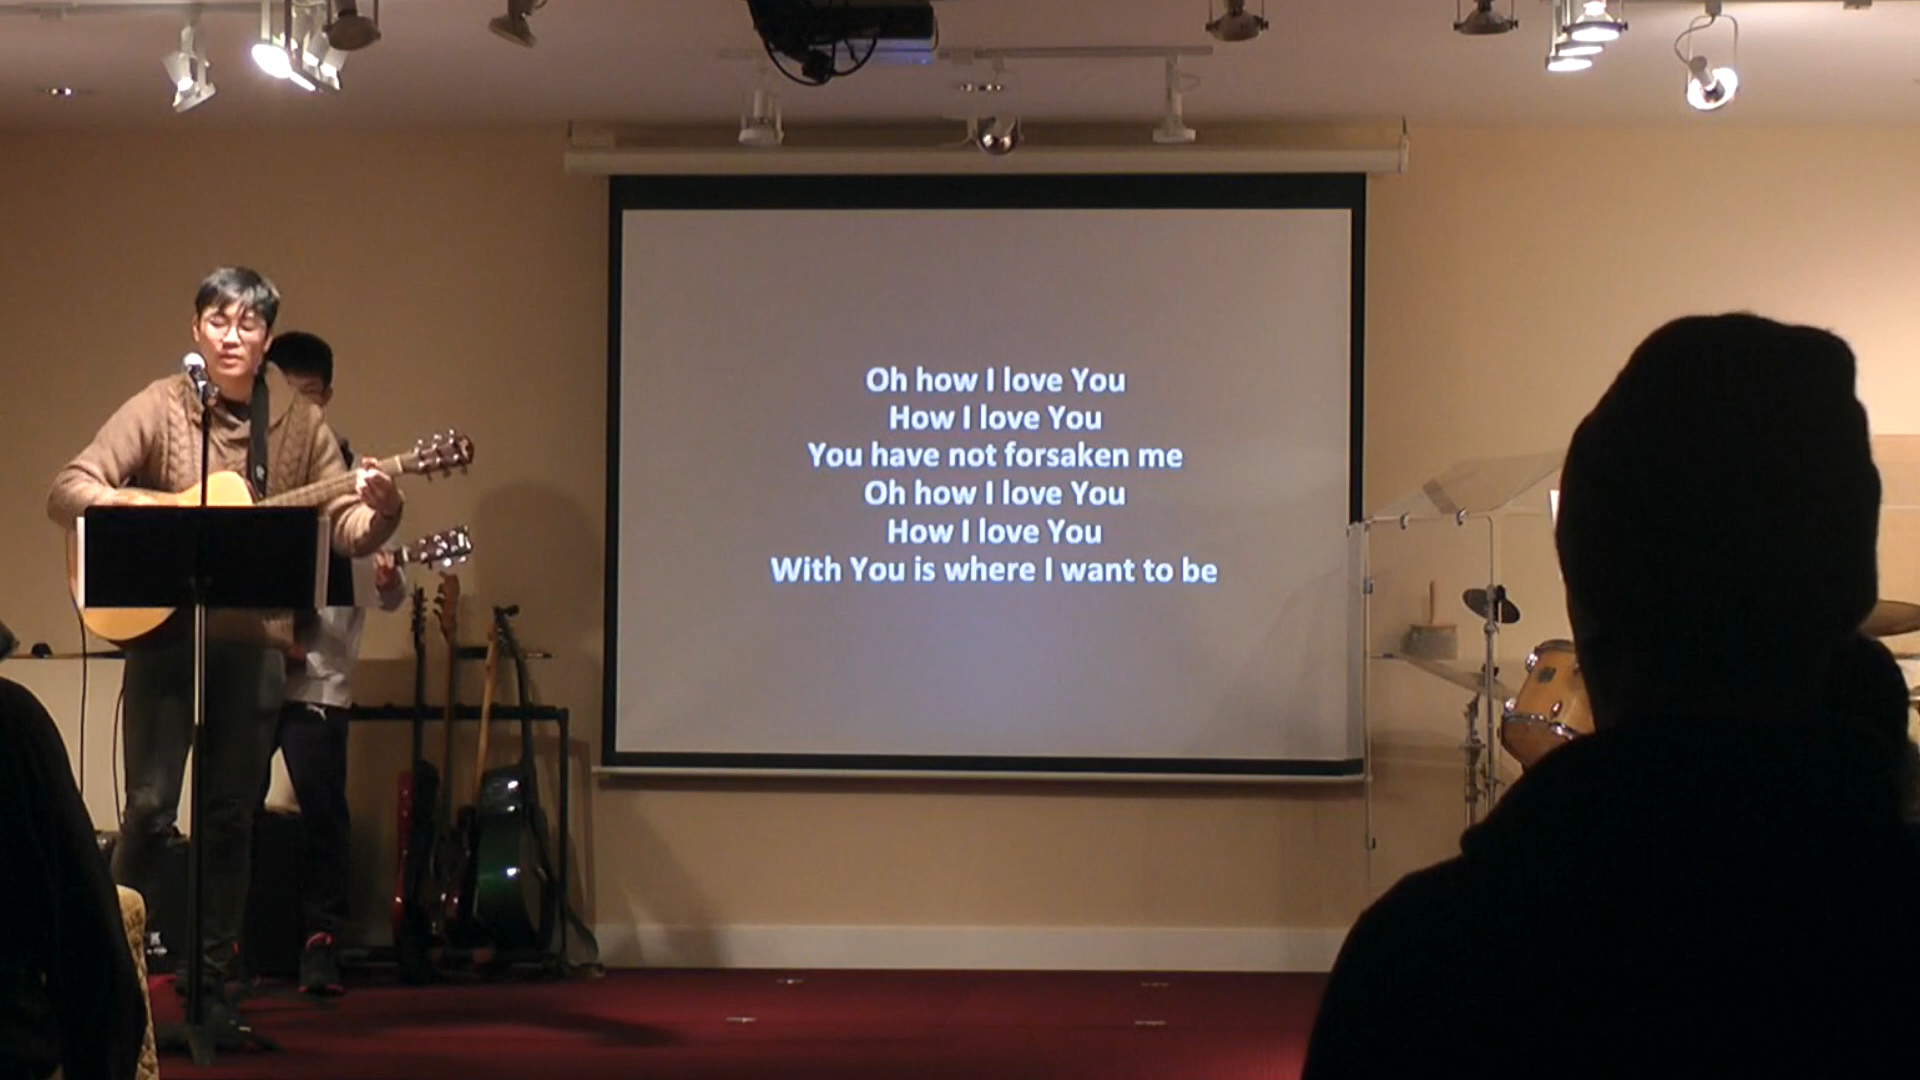 Oh how I love You
How I love You
You have not forsaken me
Oh how I love You
How I love You
With You is where I want to be